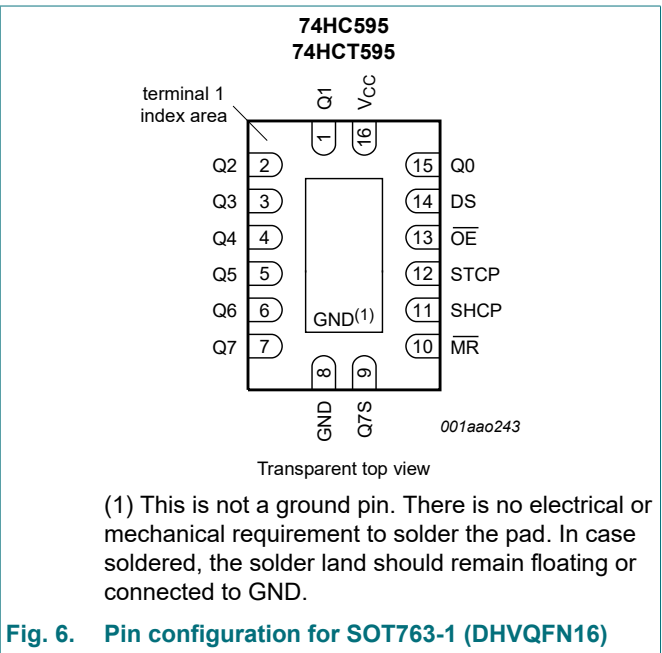 74HC595
74HCT595
terminal 1
index area
Q1
VCC
1
16
Q2 2
15 Q0
Q3 3
14 DS
Q4 4
13 O̅E̅
Q5 5
12 STCP
Q6 6
11 SHCP
Q7 7
10 M̅R̅
GND(1)
8
9
GND
Q7S
001aao243
Transparent top view
(1) This is not a ground pin. There is no electrical or
mechanical requirement to solder the pad. In case
soldered, the solder land should remain floating or
connected to GND.
Fig. 6. Pin configuration for SOT763-1 (DHVQFN16)